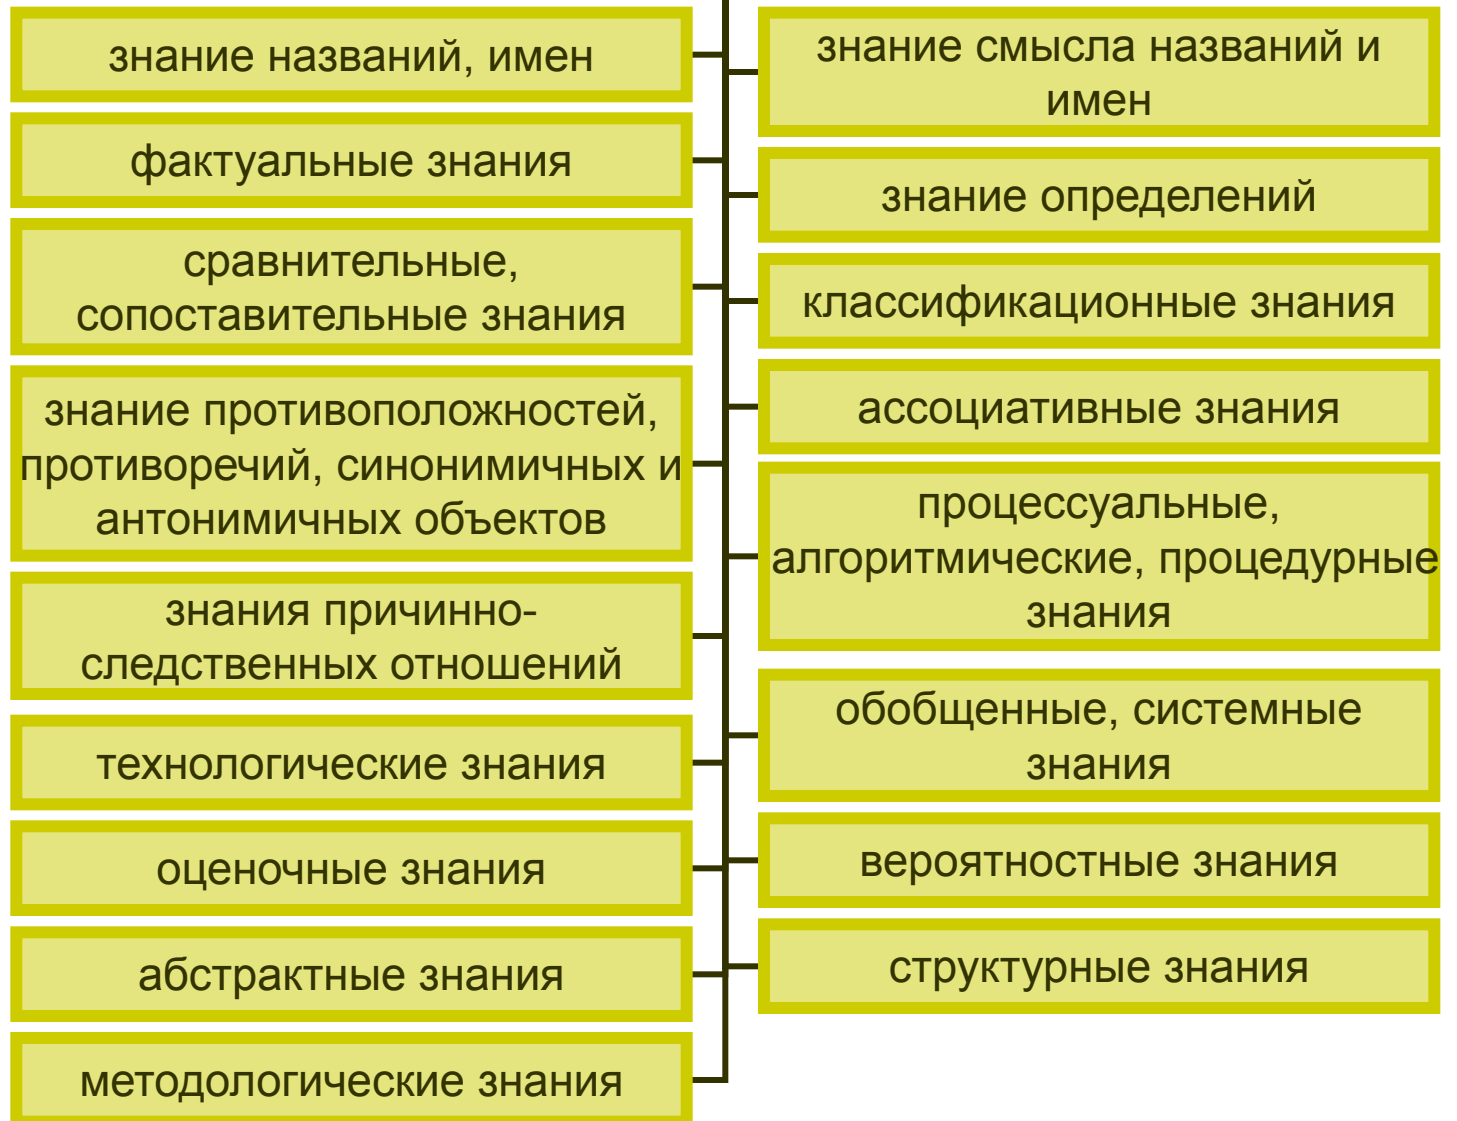 знание названий, имен
знание смысла названий и
имен
фактуальные знания
знание определений
сравнительные,
сопоставительные знания
классификационные знания
знание противоположностей,
противоречий, синонимичных и
антонимичных объектов
ассоциативные знания
процессуальные,
алгоритмические, процедурные
знания
знания причинно-
следственных отношений
обобщенные, системные
знания
технологические знания
вероятностные знания
оценочные знания
структурные знания
абстрактные знания
методологические знания